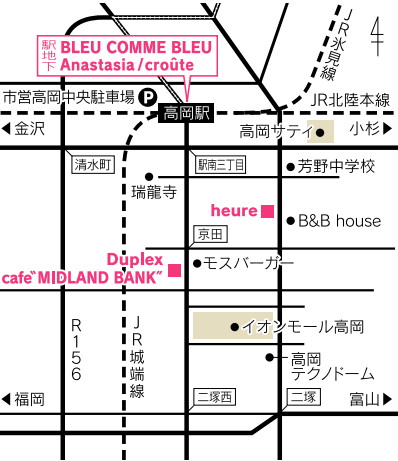 駅地下
BLEU COMME BLEU
Anastasia/croûte
JR氷見線
4
市営高岡中央駐車場 P
高岡駅
JR北陸本線
◀金沢
高岡サティ
小杉▶
清水町
駅南三丁目
芳野中学校
瑞龍寺
heure
B&B house
京田
Duplex
cafe“MIDLAND BANK”
モスバーガー
R156
JR城端線
イオンモール高岡
高岡
テクノドーム
◀福岡
二塚西
二塚
富山▶